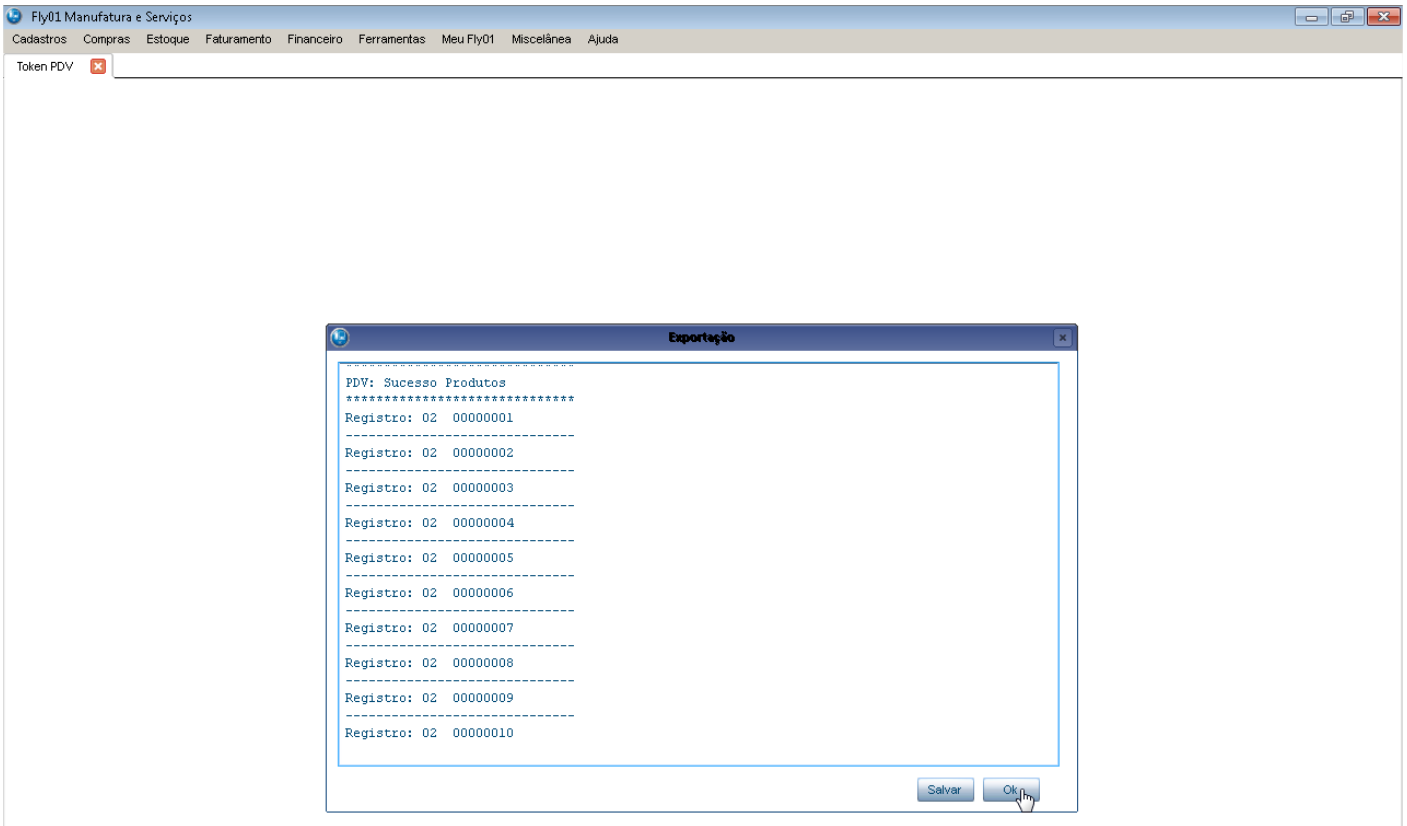 Fly01 Manufatura e Serviços
Cadastros Compras Estoque Faturamento Financeiro Ferramentas Meu Fly01 Miscelânea Ajuda
Token PDV
Exportação
******************************
PDV: Sucesso Produtos
******************************
Registro: 02 00000001
------------------------------
Registro: 02 00000002
------------------------------
Registro: 02 00000003
------------------------------
Registro: 02 00000004
------------------------------
Registro: 02 00000005
------------------------------
Registro: 02 00000006
------------------------------
Registro: 02 00000007
------------------------------
Registro: 02 00000008
------------------------------
Registro: 02 00000009
------------------------------
Registro: 02 00000010
Salvar Ok